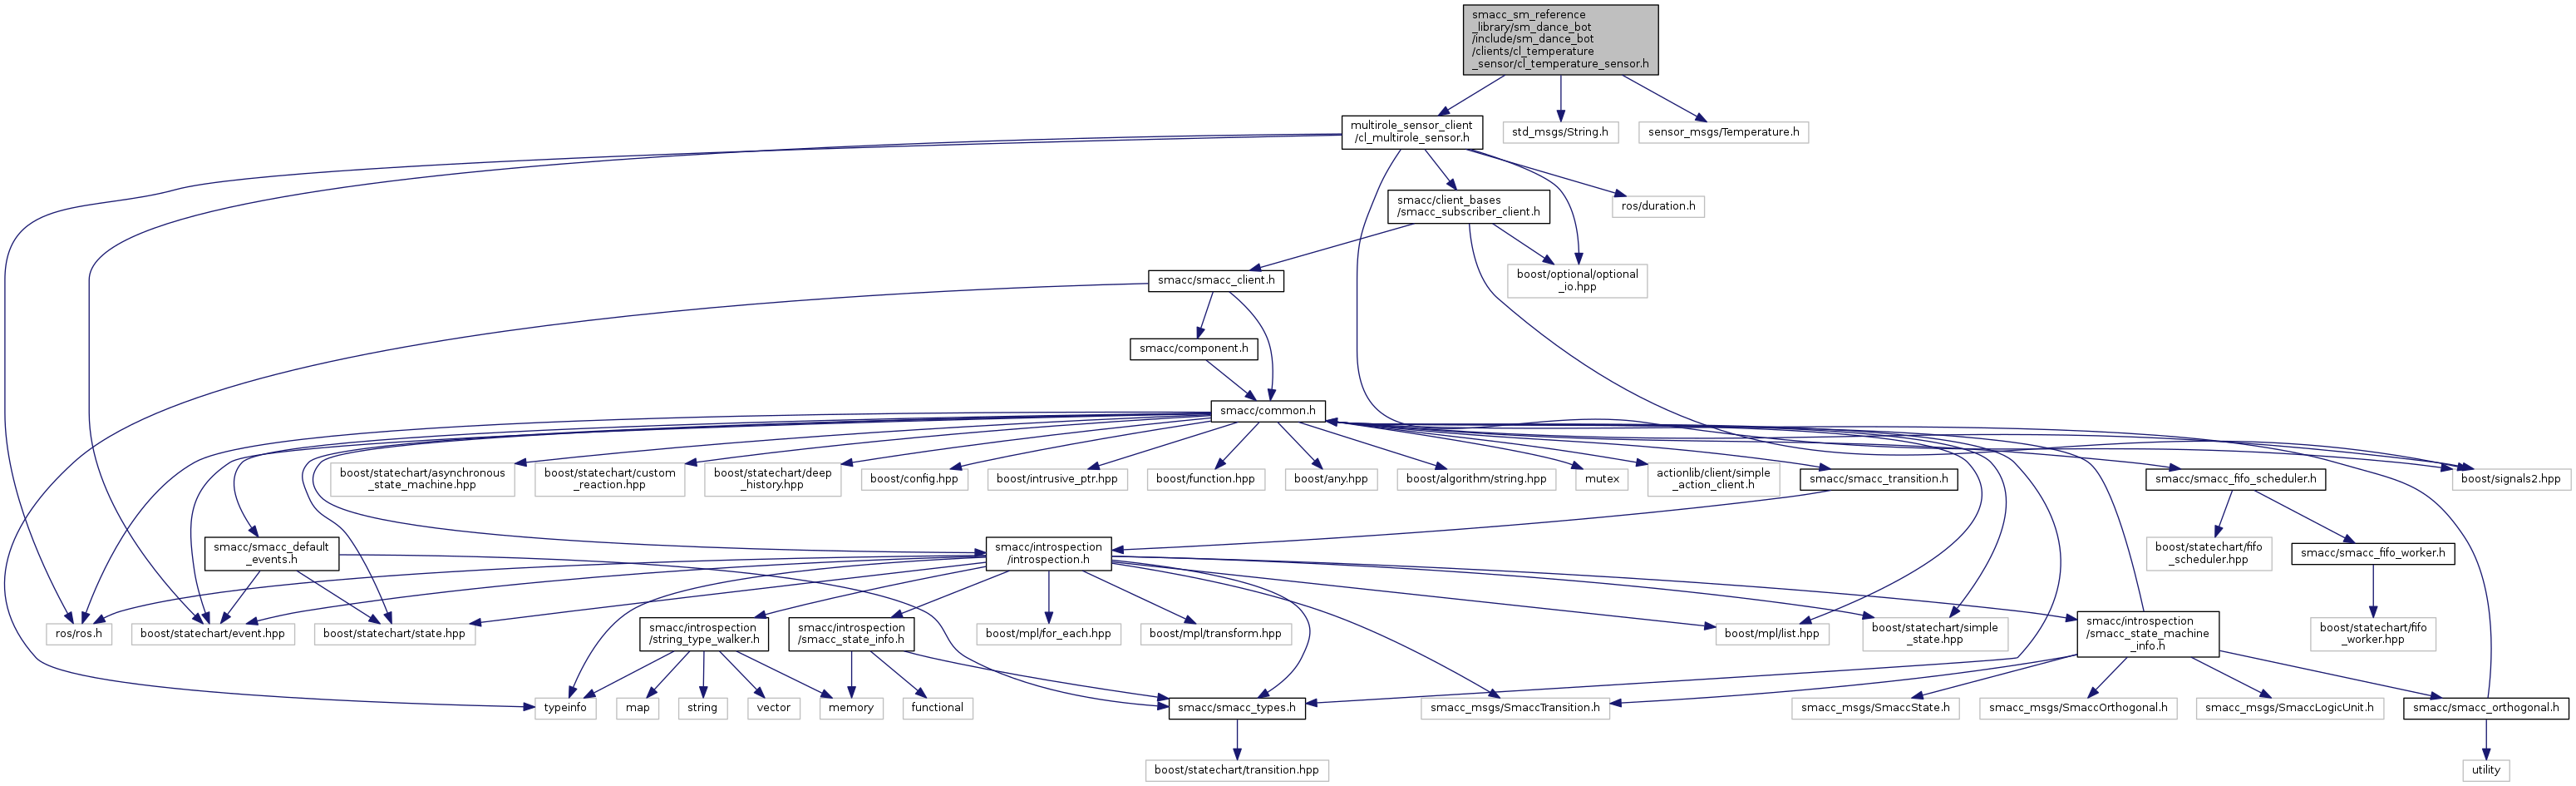 smacc_sm_reference
_library/sm_dance_bot
/include/sm_dance_bot
/clients/cl_temperature
_sensor/cl_temperature_sensor.h
multirole_sensor_client
/cl_multirole_sensor.h
std_msgs/String.h
sensor_msgs/Temperature.h
smacc/client_bases
/smacc_subscriber_client.h
ros/duration.h
smacc/smacc_client.h
boost/optional/optional
_io.hpp
smacc/component.h
smacc/common.h
boost/statechart/asynchronous
_state_machine.hpp
boost/statechart/custom
_reaction.hpp
boost/statechart/deep
_history.hpp
boost/config.hpp
boost/intrusive_ptr.hpp
boost/function.hpp
boost/any.hpp
boost/algorithm/string.hpp
mutex
actionlib/client/simple
_action_client.h
smacc/smacc_transition.h
smacc/smacc_fifo_scheduler.h
boost/signals2.hpp
smacc/smacc_default
_events.h
smacc/introspection
/introspection.h
boost/statechart/fifo
_scheduler.hpp
smacc/smacc_fifo_worker.h
ros/ros.h
boost/statechart/event.hpp
boost/statechart/state.hpp
smacc/introspection
/string_type_walker.h
smacc/introspection
/smacc_state_info.h
boost/mpl/for_each.hpp
boost/mpl/transform.hpp
boost/mpl/list.hpp
boost/statechart/simple
_state.hpp
smacc/introspection
/smacc_state_machine
_info.h
boost/statechart/fifo
_worker.hpp
typeinfo
map
string
vector
memory
functional
smacc/smacc_types.h
smacc_msgs/SmaccTransition.h
smacc_msgs/SmaccState.h
smacc_msgs/SmaccOrthogonal.h
smacc_msgs/SmaccLogicUnit.h
smacc/smacc_orthogonal.h
boost/statechart/transition.hpp
utility